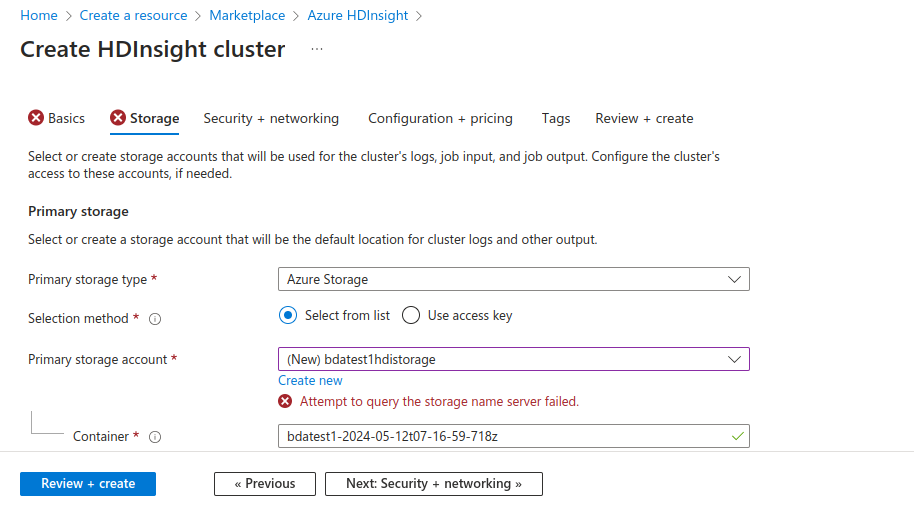 Home > Create a resource > Marketplace > Azure HDInsight >
Create HDInsight cluster ...
Basics Storage Security + networking Configuration + pricing Tags Review + create
Select or create storage accounts that will be used for the cluster's logs, job input, and job output. Configure the cluster's
access to these accounts, if needed.
Primary storage
Select or create a storage account that will be the default location for cluster logs and other output.
Primary storage type * Azure Storage
Selection method * Select from list Use access key
Primary storage account * (New) bdatest1hdistorage
Create new
Attempt to query the storage name server failed.
Container * bdatest1-2024-05-12t07-16-59-718z
Review + create « Previous Next: Security + networking »